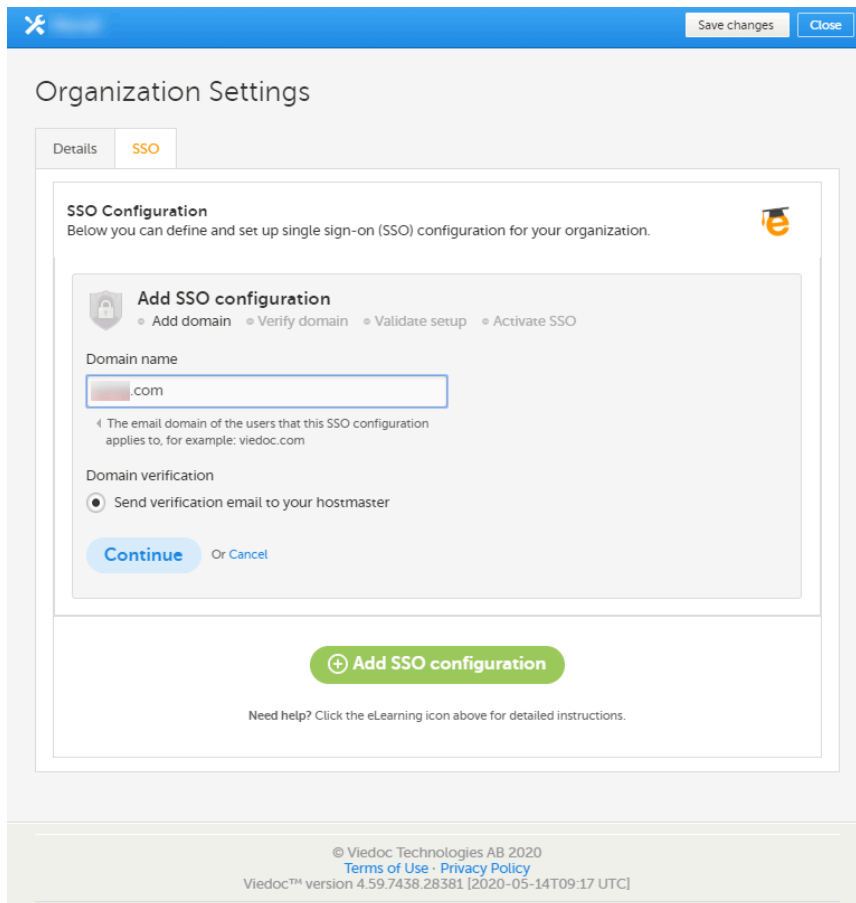 Save changes Close
Organization Settings
Details SSO
SSO Configuration
Below you can define and set up single sign-on (SSO) configuration for your organization.
e
Add SSO configuration
Add domain Verify domain Validate setup Activate SSO
Domain name
.com
The email domain of the users that this SSO configuration
applies to, for example: viedoc.com
Domain verification
Send verification email to your hostmaster
Continue Or Cancel
Add SSO configuration
Need help? Click the eLearning icon above for detailed instructions.
© Viedoc Technologies AB 2020
Terms of Use · Privacy Policy
Viedoc™ version 4.59.7438.28381 [2020-05-14T09:17 UTC]